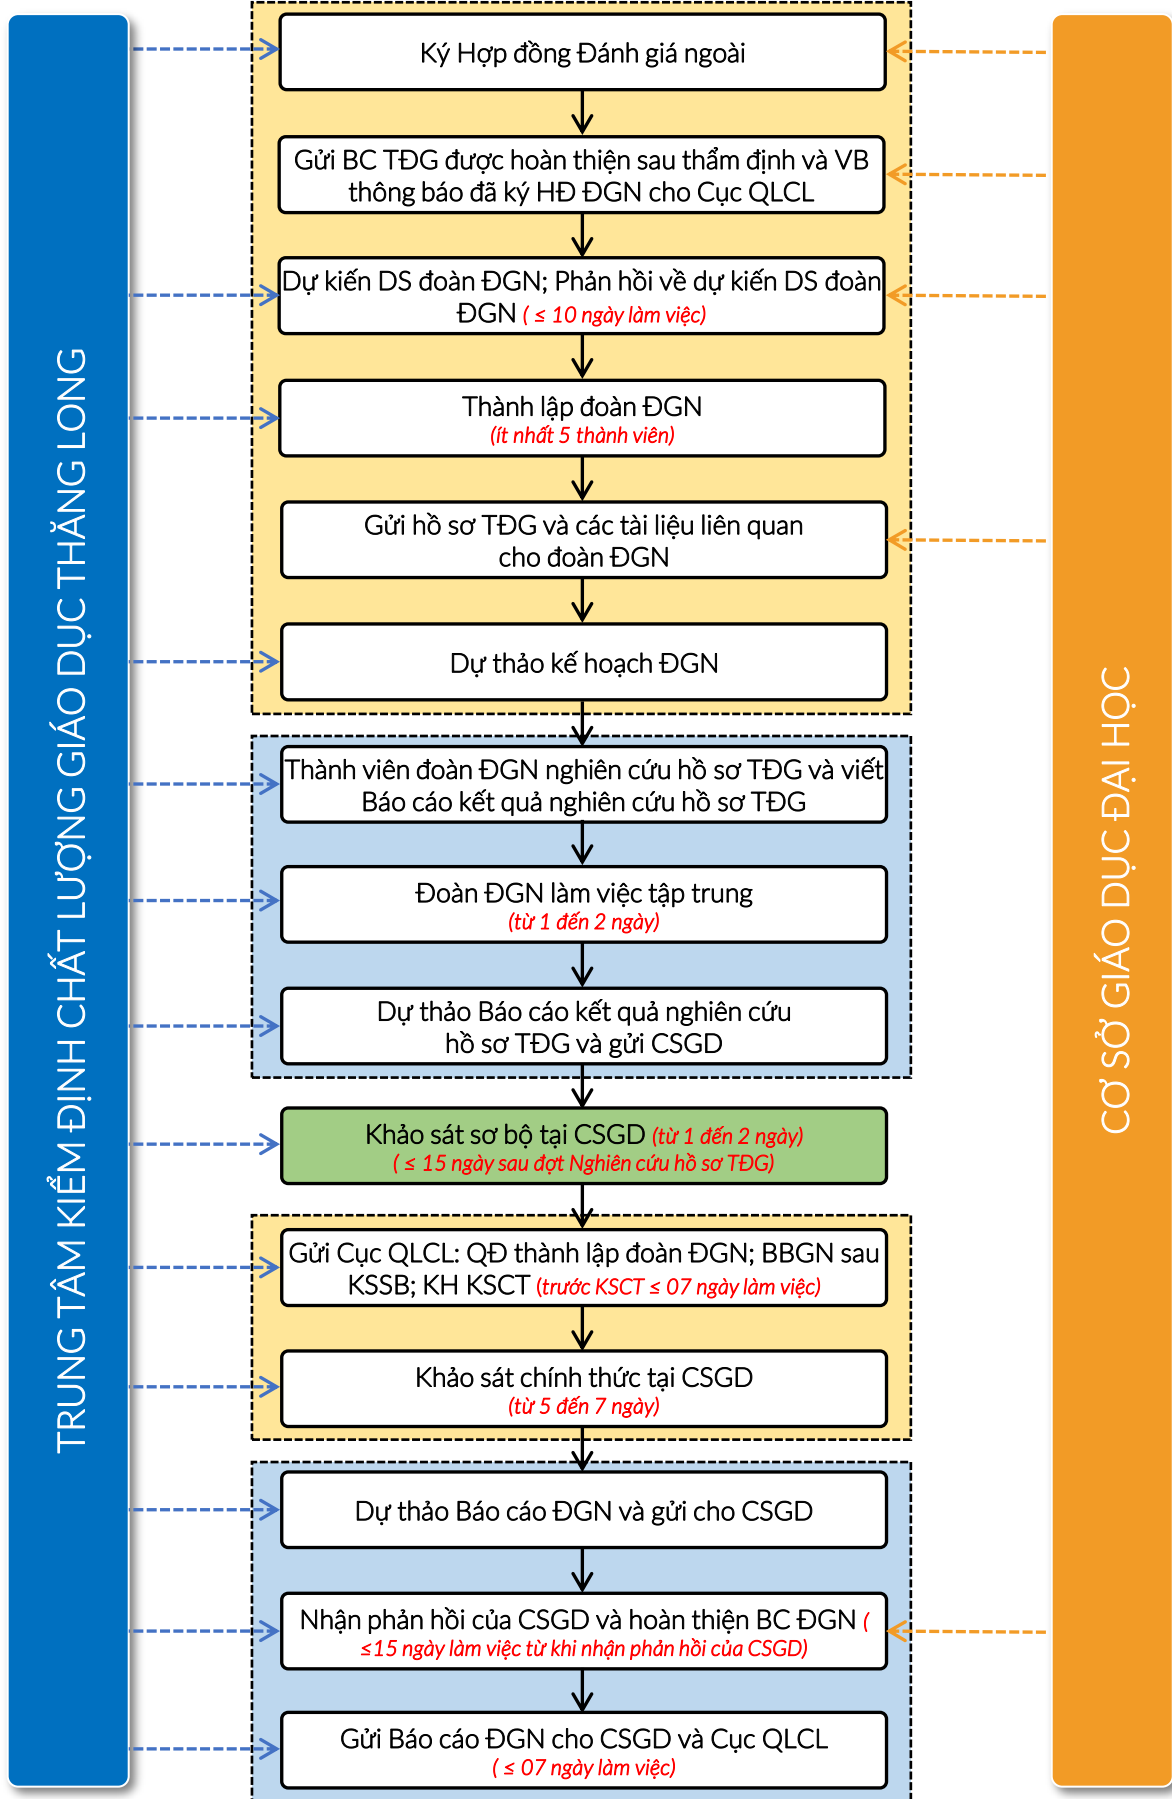 TRUNG TÂM KIỂM ĐỊNH CHẤT LƯỢNG GIÁO DỤC THĂNG LONG
Ký Hợp đồng Đánh giá ngoài
Gửi BC TĐG được hoàn thiện sau thẩm định và VB
thông báo đã ký HĐ ĐGN cho Cục QLCL
Dự kiến DS đoàn ĐGN; Phản hồi về dự kiến DS đoàn
ĐGN ( ≤ 10 ngày làm việc)
Thành lập đoàn ĐGN
(ít nhất 5 thành viên)
Gửi hồ sơ TĐG và các tài liệu liên quan
cho đoàn ĐGN
Dự thảo kế hoạch ĐGN
Thành viên đoàn ĐGN nghiên cứu hồ sơ TĐG và viết
Báo cáo kết quả nghiên cứu hồ sơ TĐG
Đoàn ĐGN làm việc tập trung
(từ 1 đến 2 ngày)
Dự thảo Báo cáo kết quả nghiên cứu
hồ sơ TĐG và gửi CSGD
Khảo sát sơ bộ tại CSGD (từ 1 đến 2 ngày)
( ≤ 15 ngày sau đợt Nghiên cứu hồ sơ TĐG)
Gửi Cục QLCL: QĐ thành lập đoàn ĐGN; BBGN sau
KSSB; KH KSCT (trước KSCT ≤ 07 ngày làm việc)
Khảo sát chính thức tại CSGD
(từ 5 đến 7 ngày)
Dự thảo Báo cáo ĐGN và gửi cho CSGD
Nhận phản hồi của CSGD và hoàn thiện BC ĐGN (
≤15 ngày làm việc từ khi nhận phản hồi của CSGD)
Gửi Báo cáo ĐGN cho CSGD và Cục QLCL
( ≤ 07 ngày làm việc)
CƠ SỞ GIÁO DỤC ĐẠI HỌC